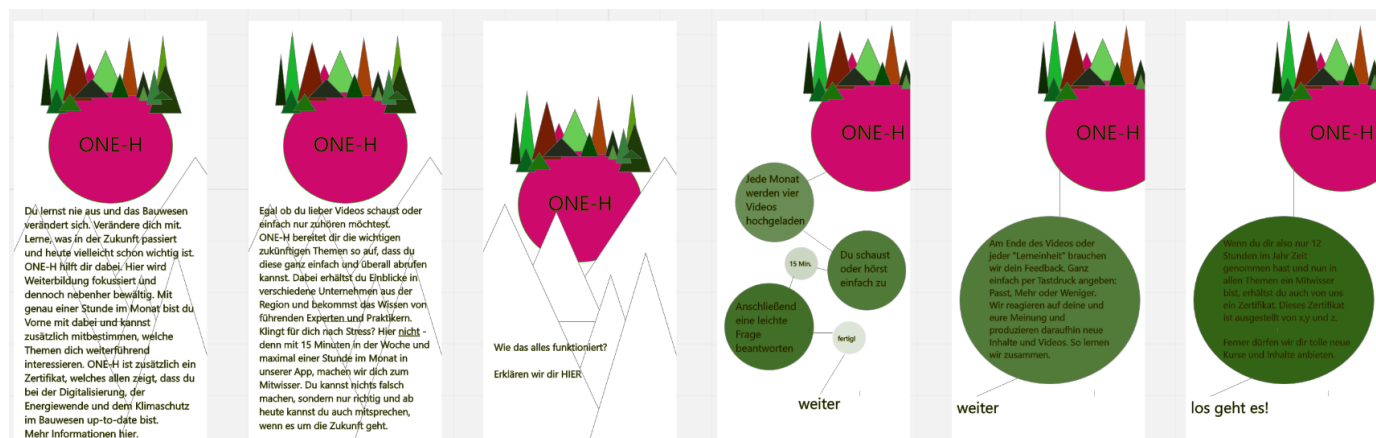 ONE-H
Du lernst nie aus und das Bauwesen
verändert sich. Verändere dich mit.
Lerne, was in der Zukunft passiert
und heute vielleicht schon wichtig ist.
ONE-H hilft dir dabei. Hier wird
Weiterbildung fokussiert und
dennoch nebenher bewältig. Mit
genau einer Stunde im Monat bist du
Vorne mit dabei und kannst
zusätzlich mitbestimmen, welche
Themen dich weiterführend
interessieren. ONE-H ist zusätzlich ein
Zertifikat, welches allen zeigt, dass du
bei der Digitalisierung, der
Energiewende und dem Klimaschutz
im Bauwesen up-to-date bist.
Mehr Informationen hier.
ONE-H
Egal ob du lieber Videos schaust oder
einfach nur zuhören möchtest.
ONE-H bereitet dir die wichtigen
zukünftigen Themen so auf, dass du
diese ganz einfach und überall abrufen
kannst. Dabei erhältst du Einblicke in
verschiedene Unternehmen aus der
Region und bekommst das Wissen von
führenden Experten und Praktikern.
Klingt für dich nach Stress? Hier nicht -
denn mit 15 Minuten in der Woche und
maximal einer Stunde im Monat in
unserer App, machen wir dich zum
Mitwisser. Du kannst nichts falsch
machen, sondern nur richtig und ab
heute kannst du auch mitsprechen,
wenn es um die Zukunft geht.
ONE-H
Wie das alles funktioniert?
Erklären wir dir HIER
ONE-H
Jede Monat
werden vier
Videos
hochgeladen
Du schaust
oder hörst
einfach zu
15 Min.
Anschließend
eine leichte
Frage
beantworten
fertig!
weiter
ONE-H
Am Ende des Videos oder
jeder "Lerneinheit" brauchen
wir dein Feedback. Ganz
einfach per Tastdruck angeben:
Passt, Mehr oder Weniger.
Wir reagieren auf deine und
eure Meinung und
produzieren daraufhin neue
Inhalte und Videos. So lernen
wir zusammen.
weiter
ONE-H
Wenn du dir also nur 12
Stunden im Jahr Zeit
genommen hast und nun in
allen Themen ein Mitwisser
bist, erhältst du auch von uns
ein Zertifikat. Dieses Zertifikat
ist ausgestellt von x,y und z.
Ferner dürfen wir dir tolle neue
Kurse und inhalte anbieten.
los geht es!